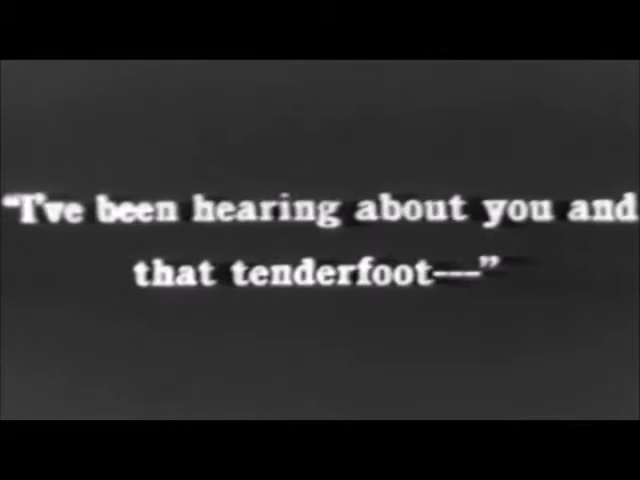 “I've been hearing about you and
that tenderfoot---”